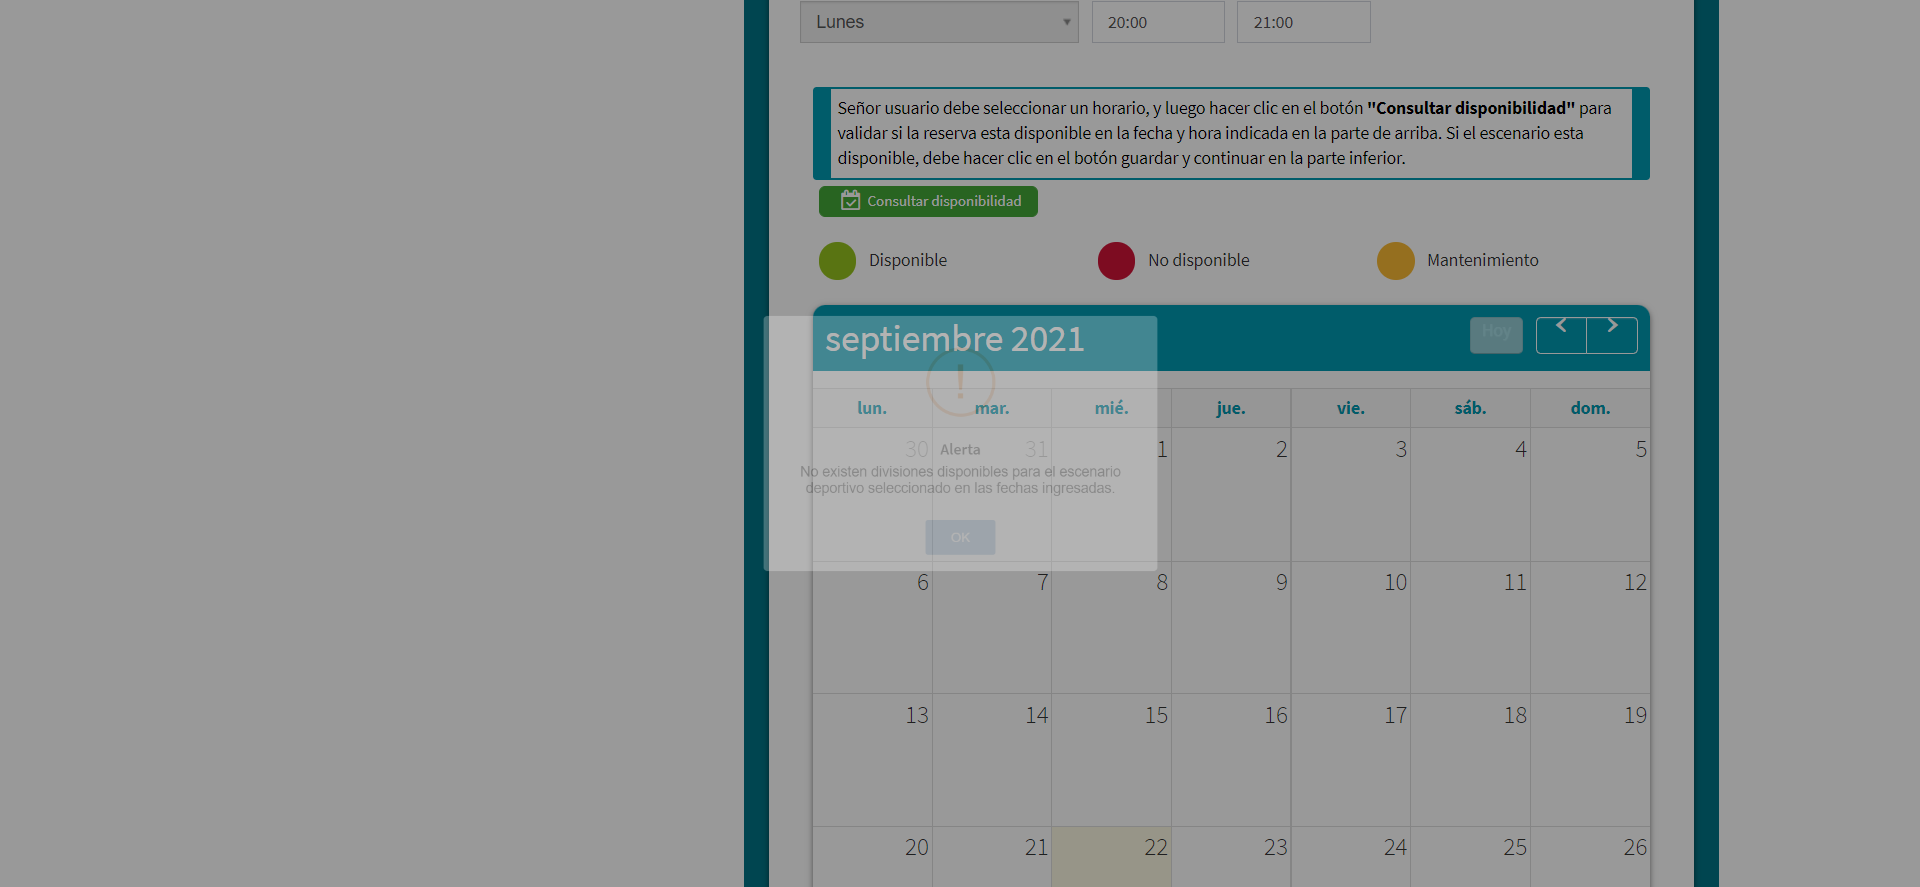 Lunes 20:00 21:00
Señor usuario debe seleccionar un horario, y luego hacer clic en el botón "Consultar disponibilidad" para
validar si la reserva esta disponible en la fecha y hora indicada en la parte de arriba. Si el escenario esta
disponible, debe hacer clic en el botón guardar y continuar en la parte inferior.
Consultar disponibilidad
Disponible No disponible Mantenimiento
septiembre 2021 Hoy
lun. mar. mié. jue. vie. sáb. dom.
30 31 1 2 3 4 5
Alerta
No existen divisiones disponibles para el escenario
deportivo seleccionado en las fechas ingresadas.
OK
6 7 8 9 10 11 12
13 14 15 16 17 18 19
20 21 22 23 24 25 26